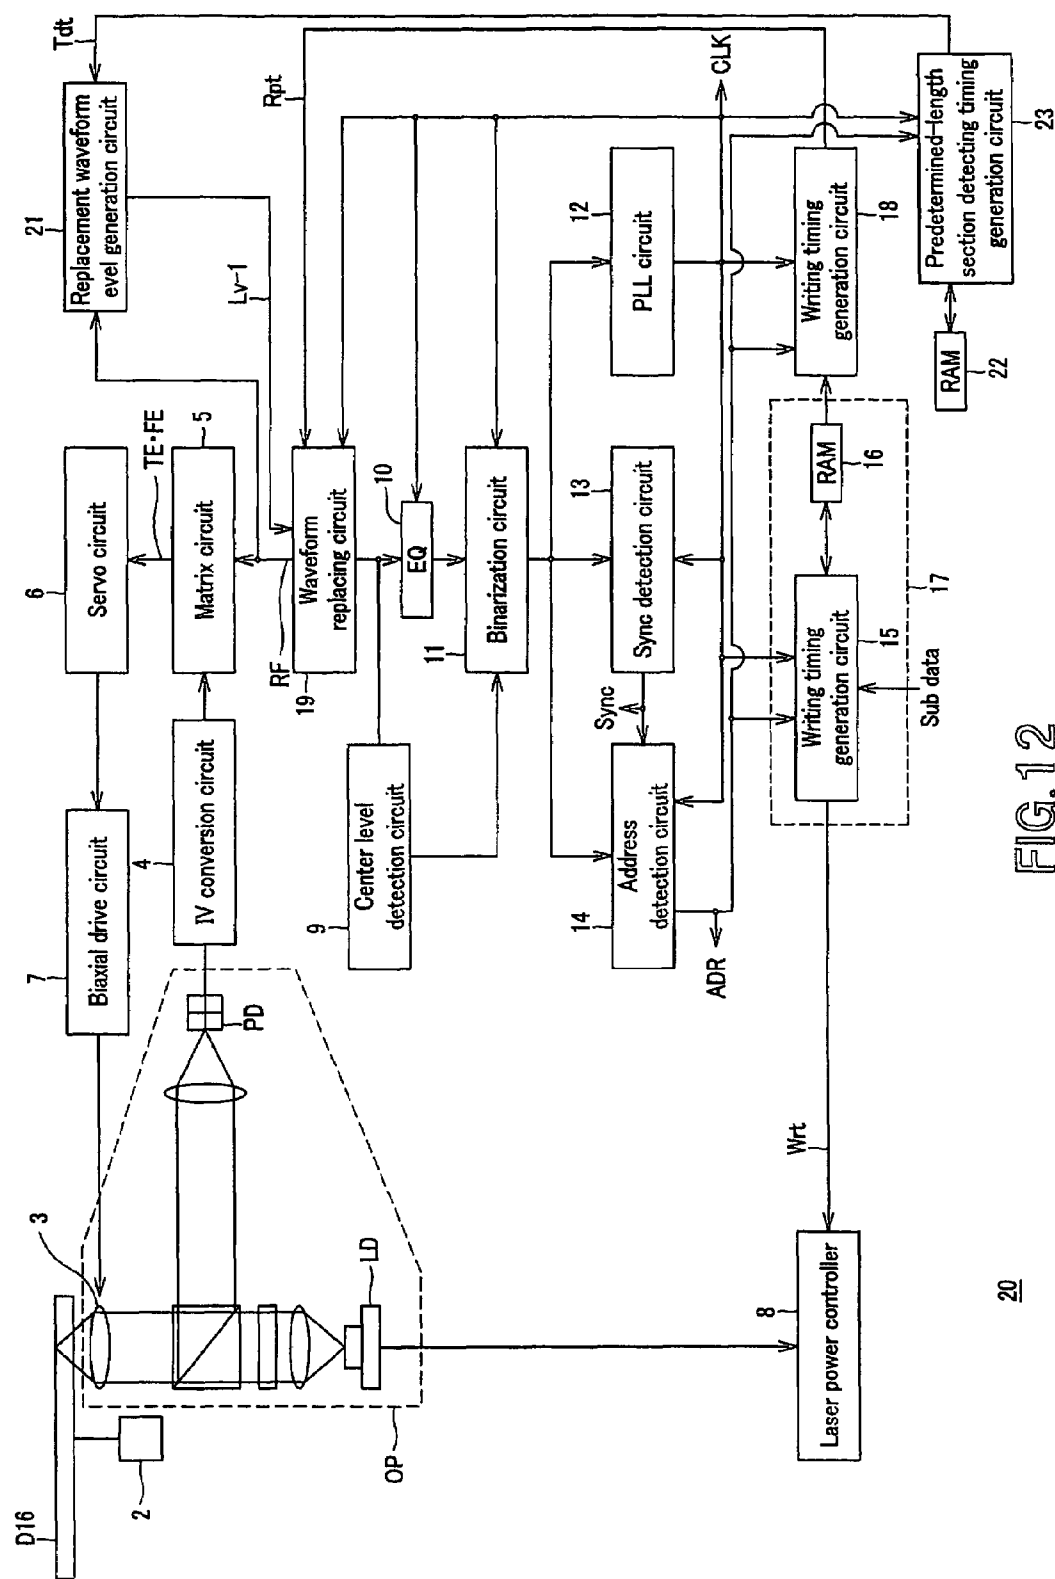 D16
2
3
OP
LD
PD
7
Biaxial drive circuit
6
Servo circuit
TE·FE
5
Matrix circuit
4
IV conversion circuit
21
Replacement waveform
evel generation circuit
Tdt
Lv-1
Rpt
RF
19
Waveform
replacing circuit
9
Center level
detection circuit
10
EQ
11
Binarization circuit
12
PLL circuit
13
Sync detection circuit
Sync
14
Address
detection circuit
ADR
CLK
15
Writing timing
generation circuit
Sub data
16
RAM
17
18
Writing timing
generation circuit
22
RAM
23
Predetermined-length
section detecting timing
generation circuit
Wrt
8
Laser power controller
20
FIG.12